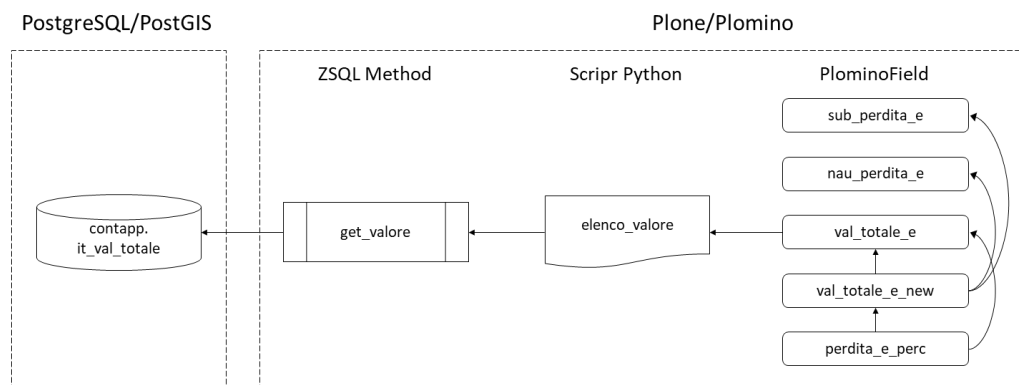 PostgreSQL/PostGIS
Plone/Plomino
ZSQL Method
Scripr Python
PlominoField
sub_perdita_e
nau_perdita_e
contapp.
it_val_totale
get_valore
elenco_valore
val_totale_e
val_totale_e_new
perdita_e_perc